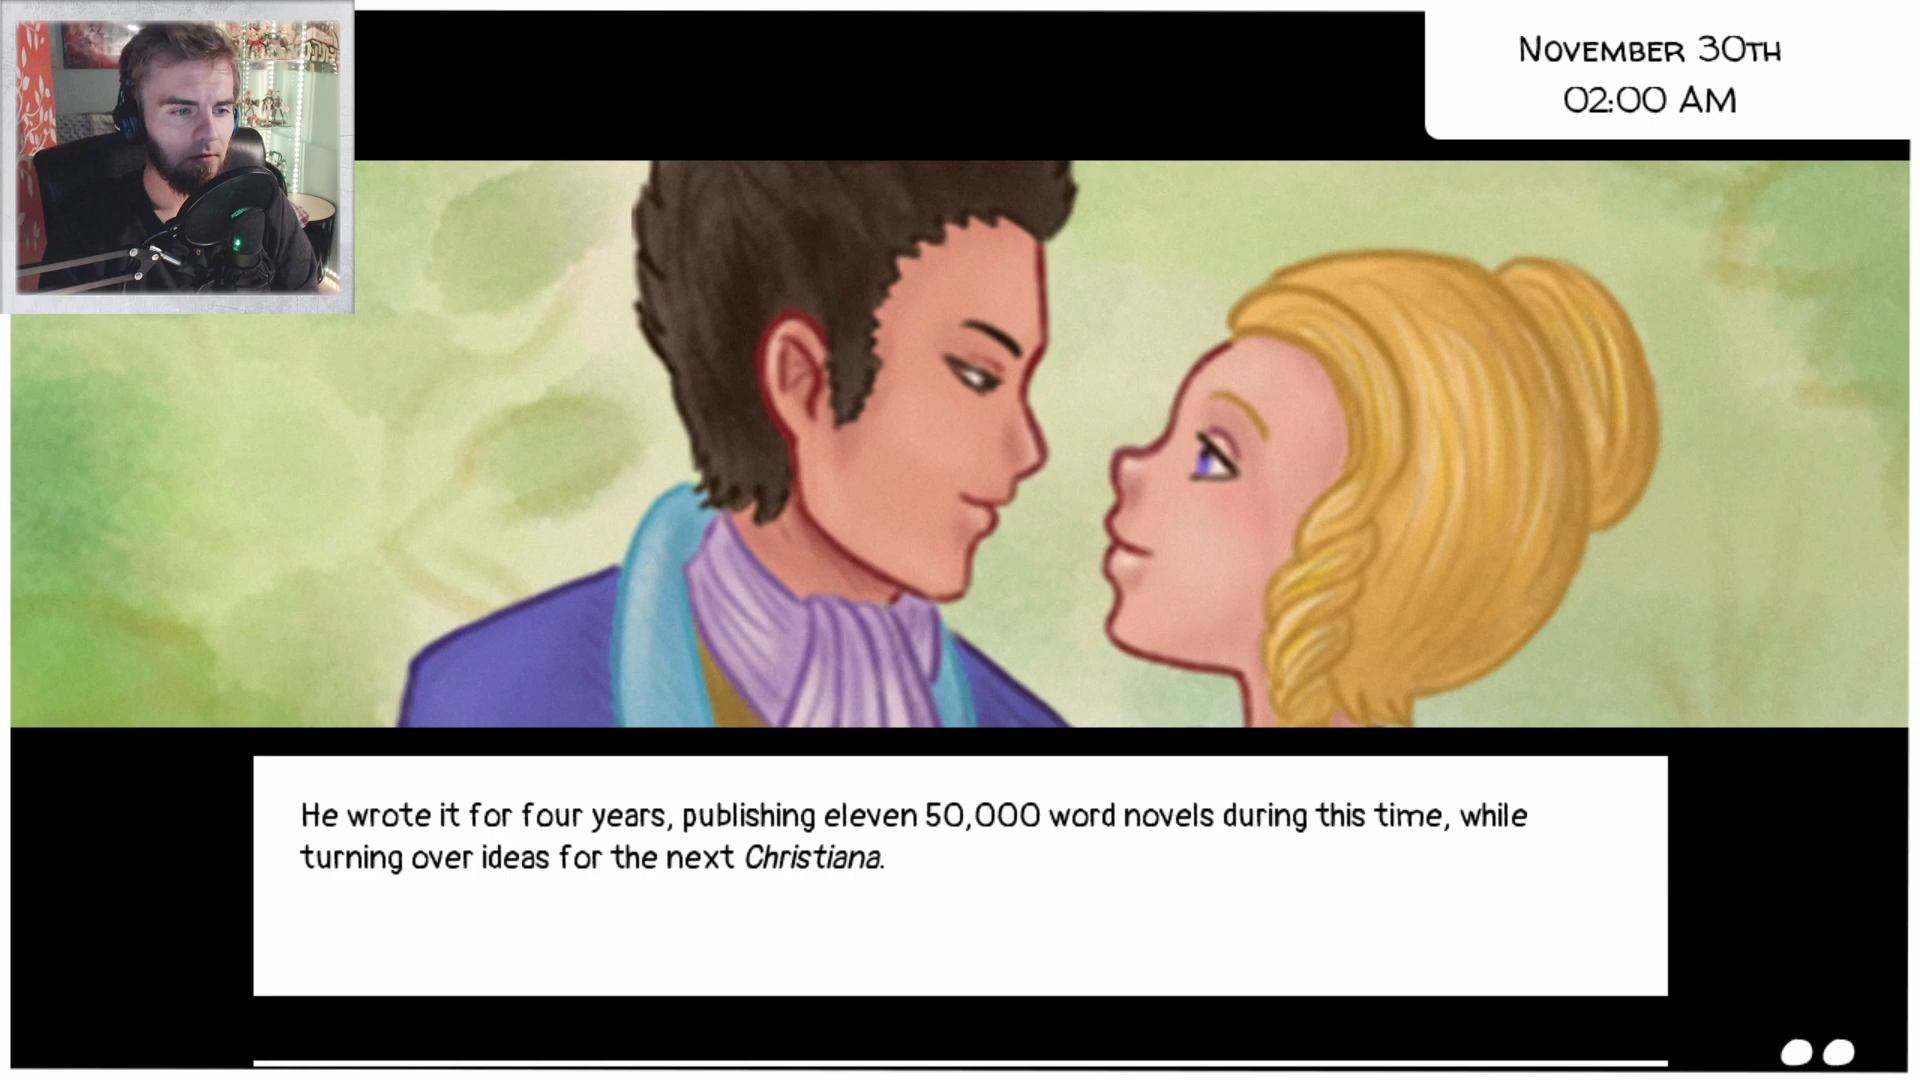 November 30th
02:00 AM
He wrote it for four years, publishing eleven 50,000 word novels during this time, while
turning over ideas for the next Christiana.